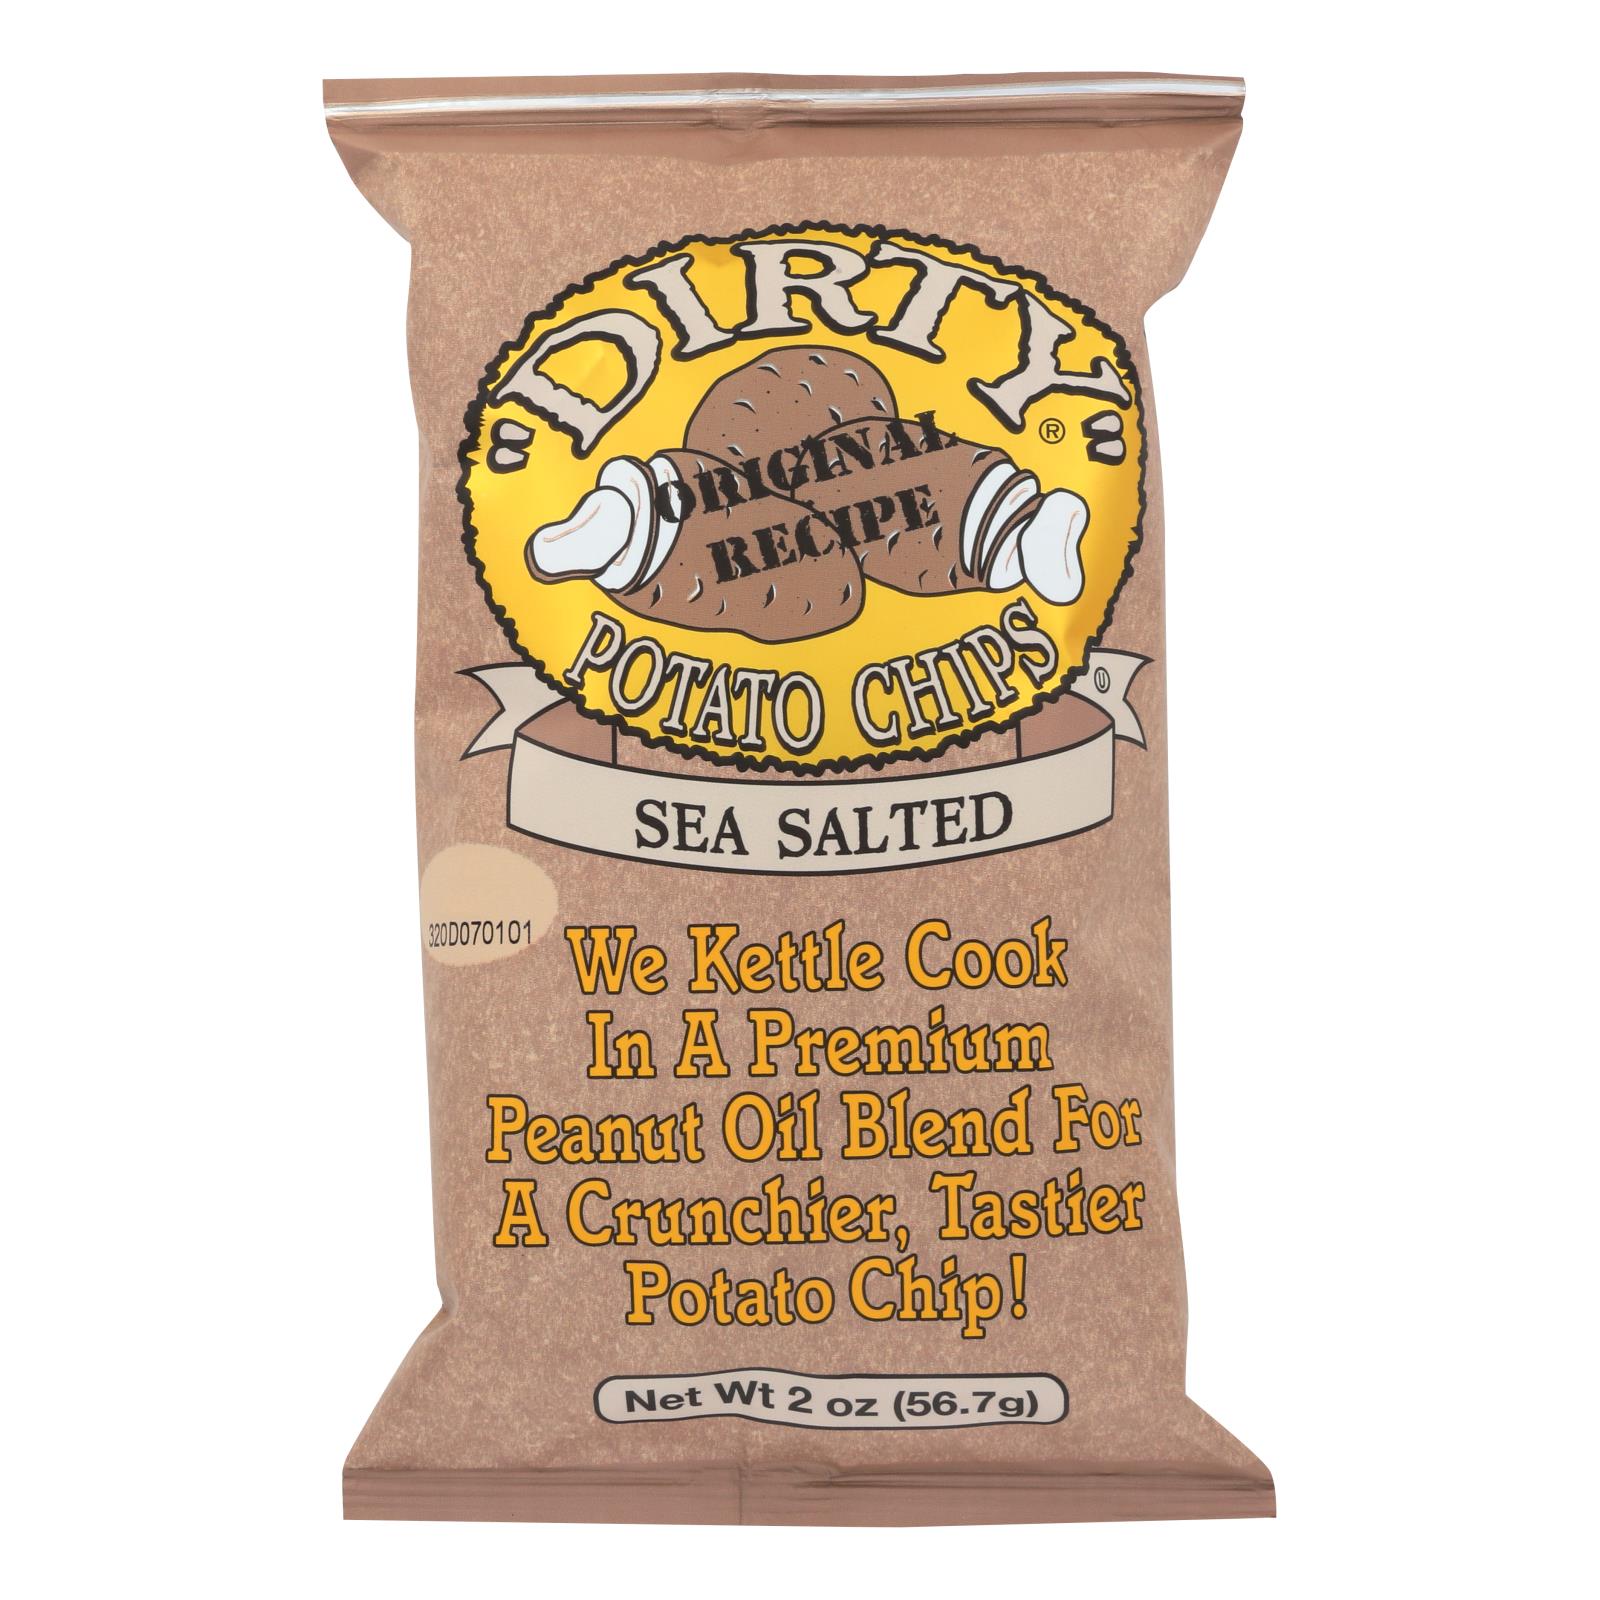 "DIRTY"®
ORIGINAL
RECIPE
POTATO CHIPS
U
SEA SALTED
320D070101
We Kettle Cook
In A Premium
Peanut Oil Blend For
A Crunchier, Tastier
Potato Chip!
Net Wt 2 oz (56.7g)